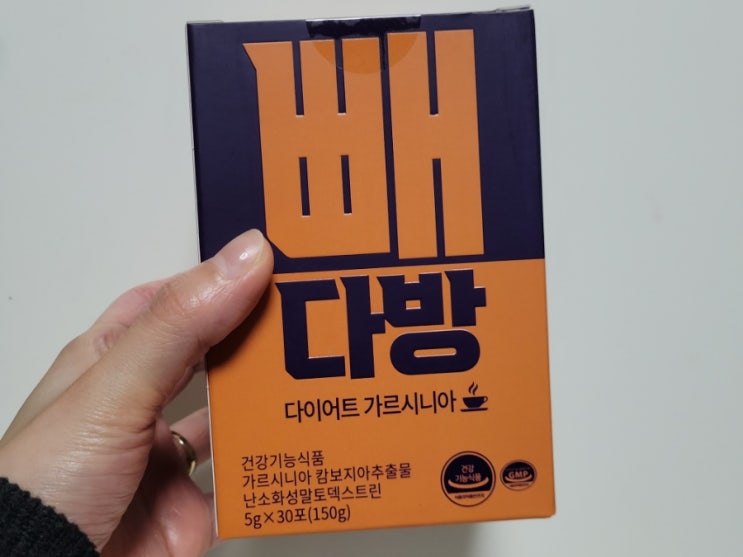 빼
다방
다이어트 가르시니아
건강기능식품
가르시니아 캄보지아추출물
난소화성말토덱스트린
5g×30포(150g)
건강
기능식품
GMP